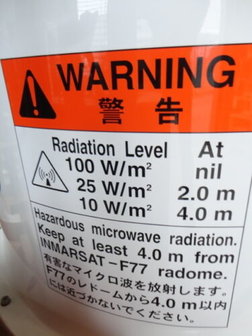 WARNING
警告
Radiation Level At
100 W/m² nil
25 W/m² 2.0 m
10 W/m² 4.0 m
Hazardous microwave radiation.
Keep at least 4.0 m from
INMARSAT-F77 radome.
有害なマイクロ波を放射します。
F77のレドームから4.0 m以内
には近づかないでください。